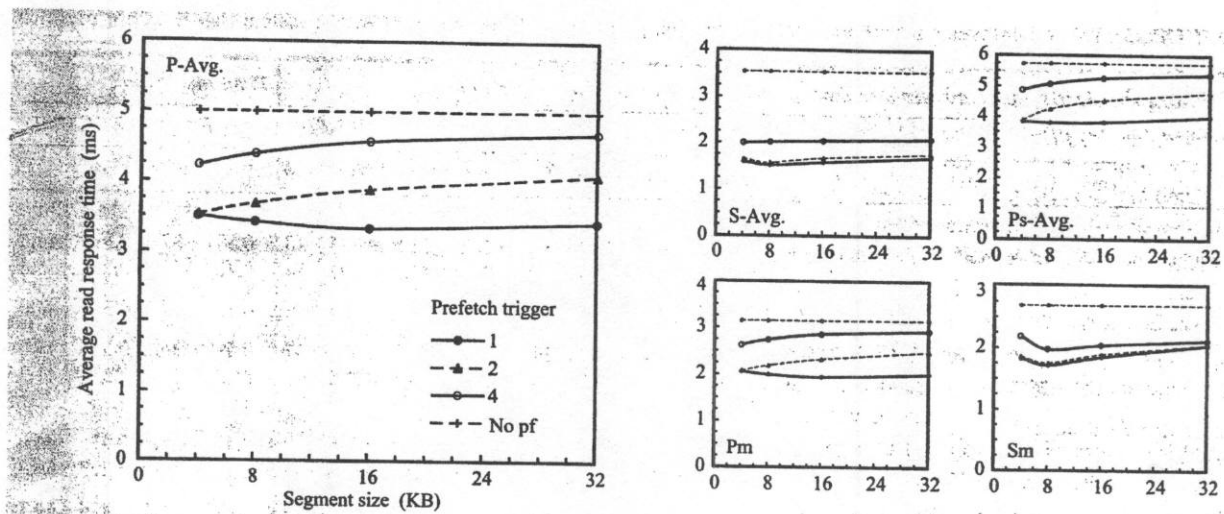 6
P-Avg.
5
4
3
2
1
0
Average read response time (ms)
Prefetch trigger
1
2
4
No pf
0 8 16 24 32
Segment size (KB)
4
3
2
1
0
S-Avg.
0 8 16 24 32
6
5
4
3
2
1
0
Ps-Avg.
0 8 16 24 32
4
3
2
1
0
Pm
0 8 16 24 32
3
2
1
0
Sm
0 8 16 24 32